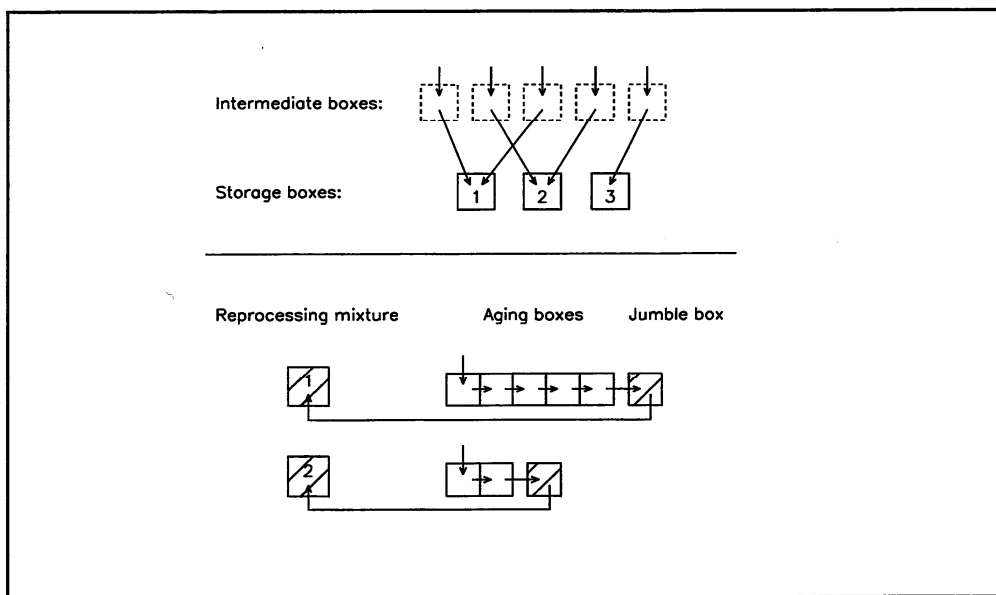 Intermediate boxes:
Storage boxes:
1 2 3
Reprocessing mixture Aging boxes Jumble box
1
2